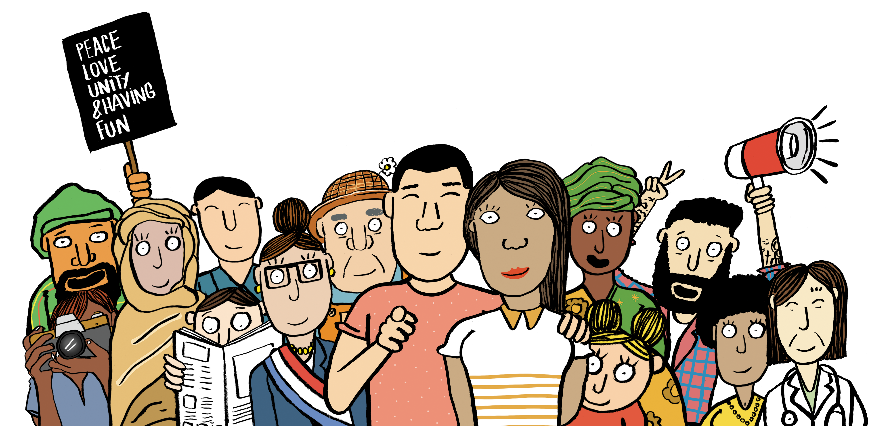 PEACE
LOVE
UNITY
& HAVING
FUN